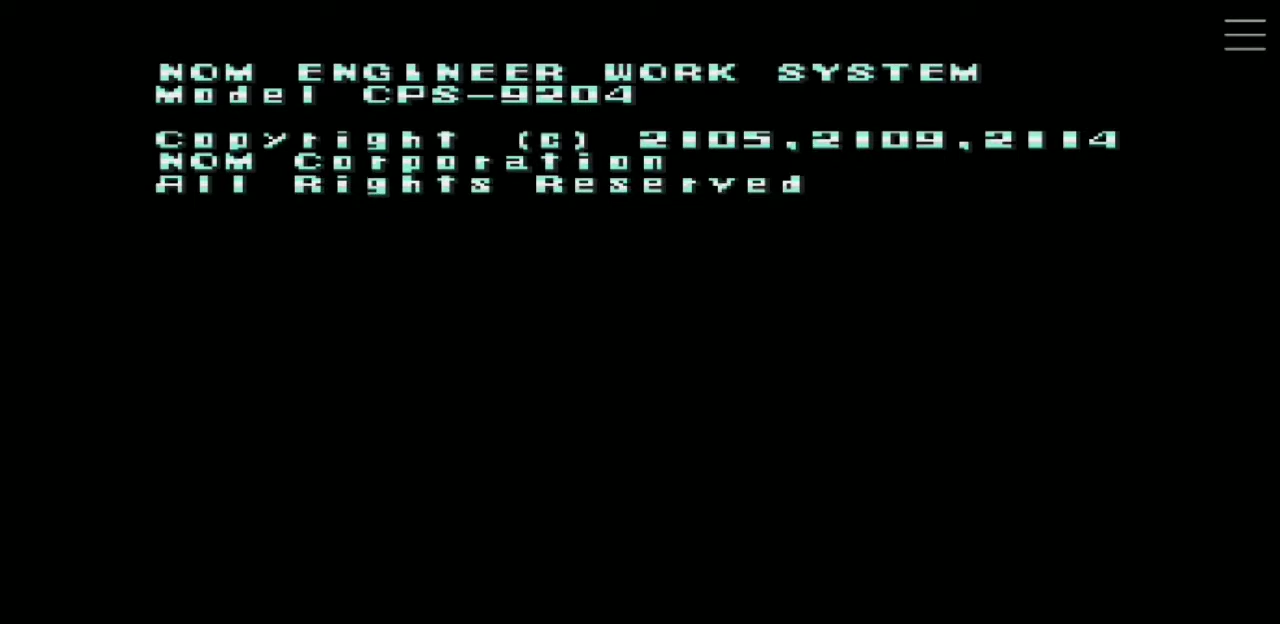 NOM ENGINEER WORK SYSTEM
Model CPS-9204
Copyright (c) 2105,2109,2114
NOM Corporation
All Rights Reserved